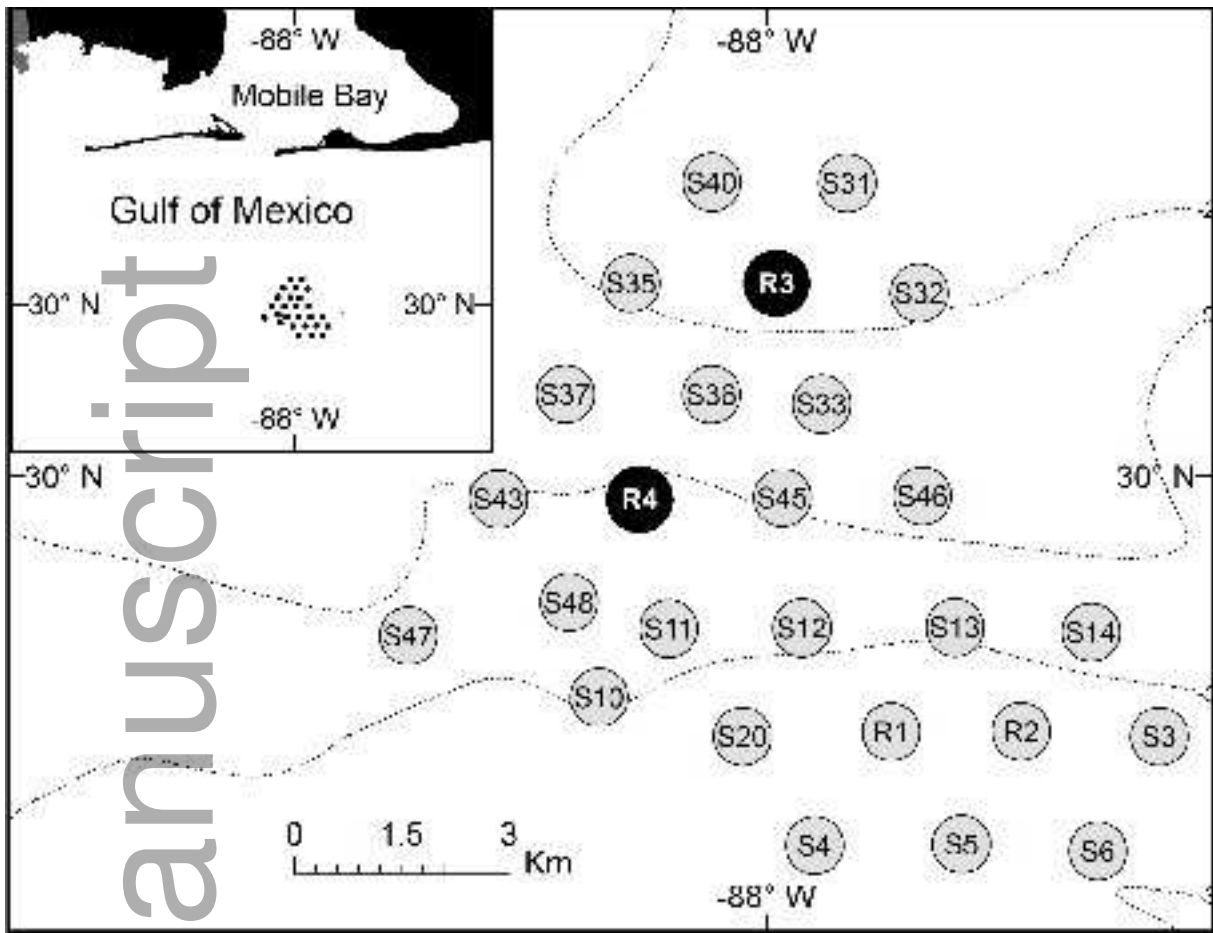 -88° W
Mobile Bay
Gulf of Mexico
30° N
30° N
-88° W
-88° W
S40
S31
S35
R3
S32
S37
S36
S33
30° N
30° N
S43
R4
S45
S46
S48
S47
S11
S12
S13
S14
S10
S20
R1
R2
S3
S4
S5
S6
0 1.5 3
Km
-88° W
anuscript